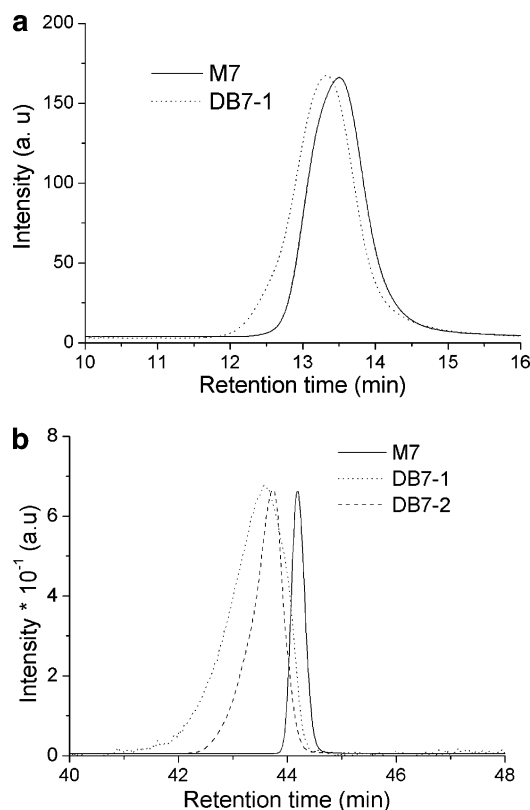 a
200
150
100
50
0
Intensity (a. u)
M7
DB7-1
10 11 12 13 14 15 16
Retention time (min)
b
8
6
4
2
0
Intensity * 10⁻¹ (a.u)
M7
DB7-1
DB7-2
40 42 44 46 48
Retention time (min)